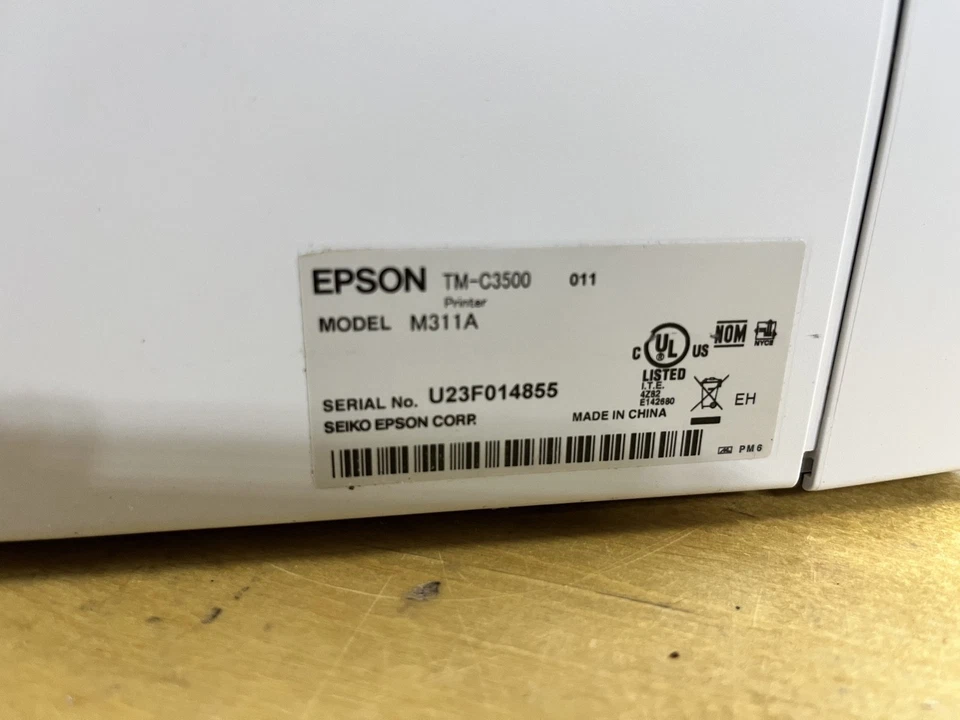 EPSON TM-C3500 011
Printer
MODEL M311A
C UL US NOM NYCE
®
LISTED
I.T.E.
4Z82
E142680
EH
SERIAL No. U23F014855
SEIKO EPSON CORP. MADE IN CHINA
PM6